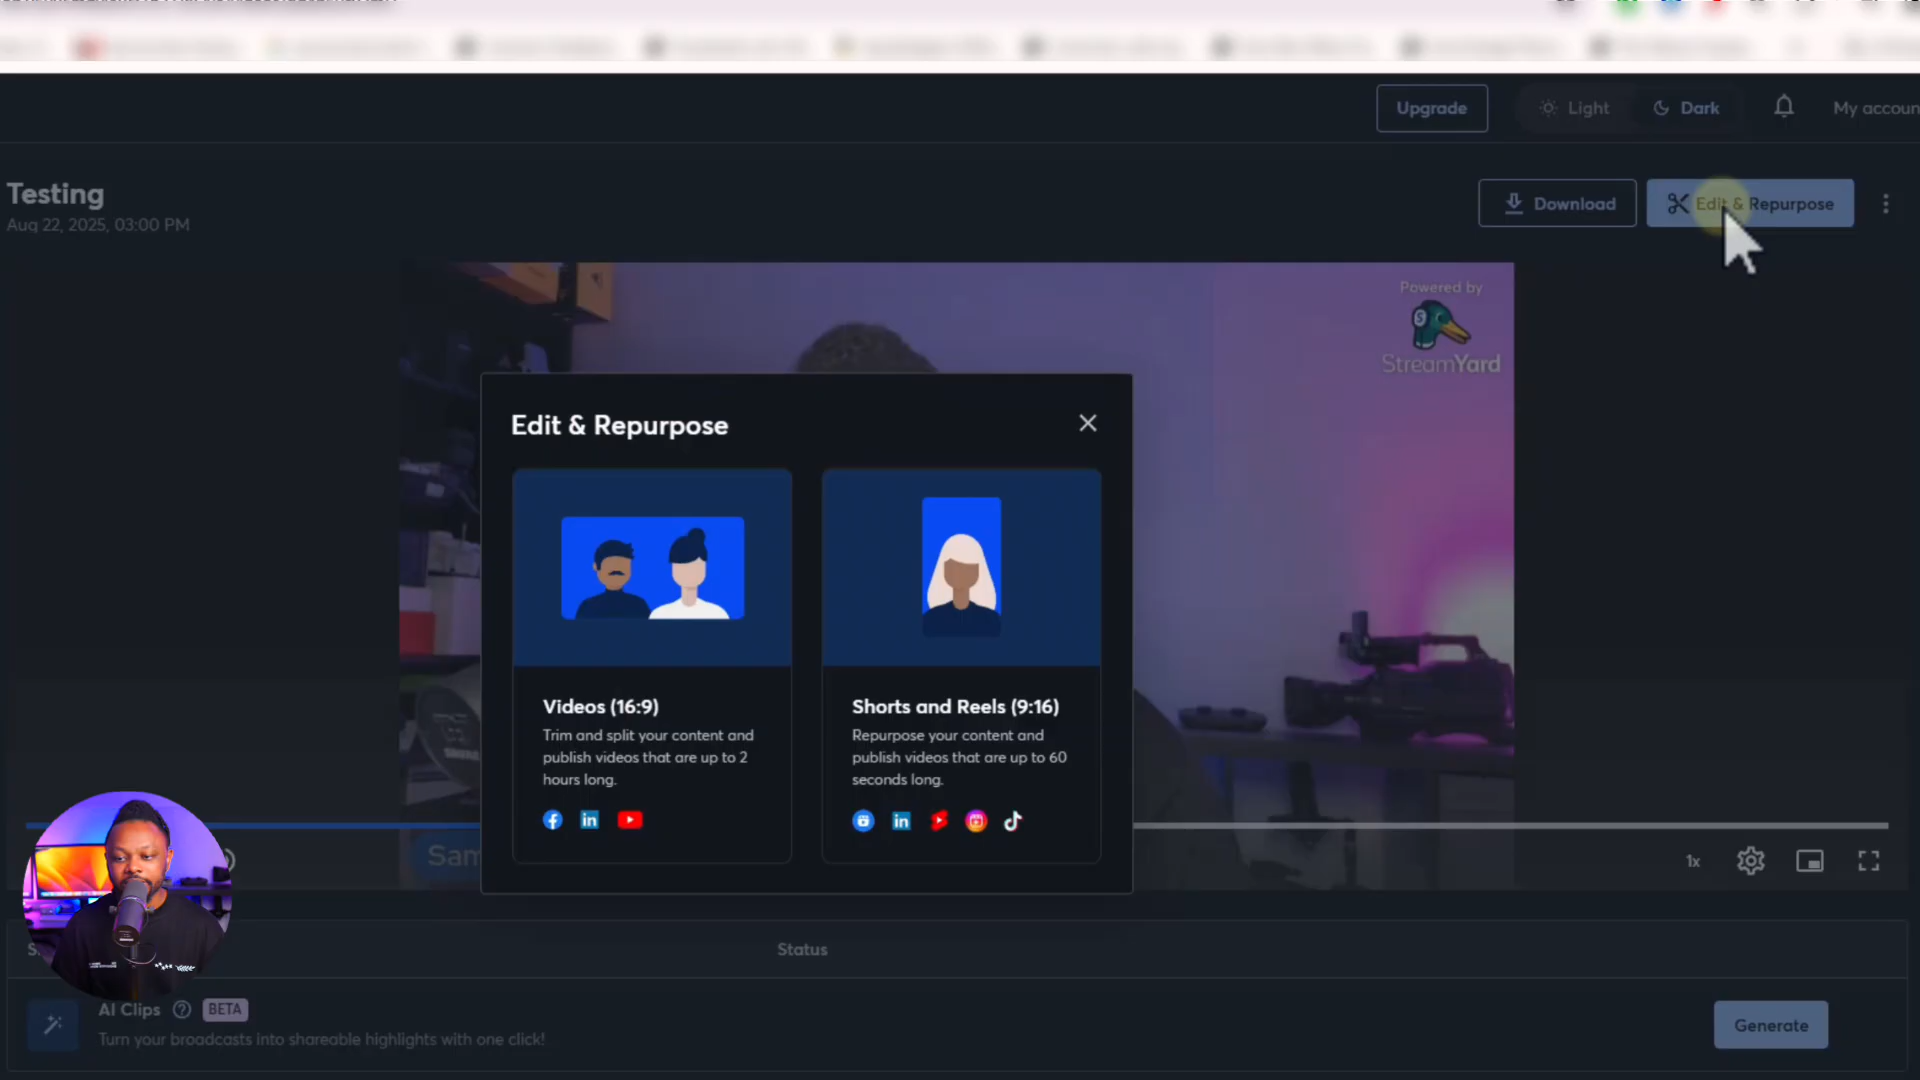 Upgrade
Light
Dark
My accoun
Testing
Aug 22, 2025, 03:00 PM
Download
Edit & Repurpose
Powered by
StreamYard
Edit & Repurpose
Videos (16:9)
Trim and split your content and
publish videos that are up to 2
hours long.
Shorts and Reels (9:16)
Repurpose your content and
publish videos that are up to 60
seconds long.
Sam
1x
Status
AI Clips
BETA
Turn your broadcasts into shareable highlights with one click!
Generate